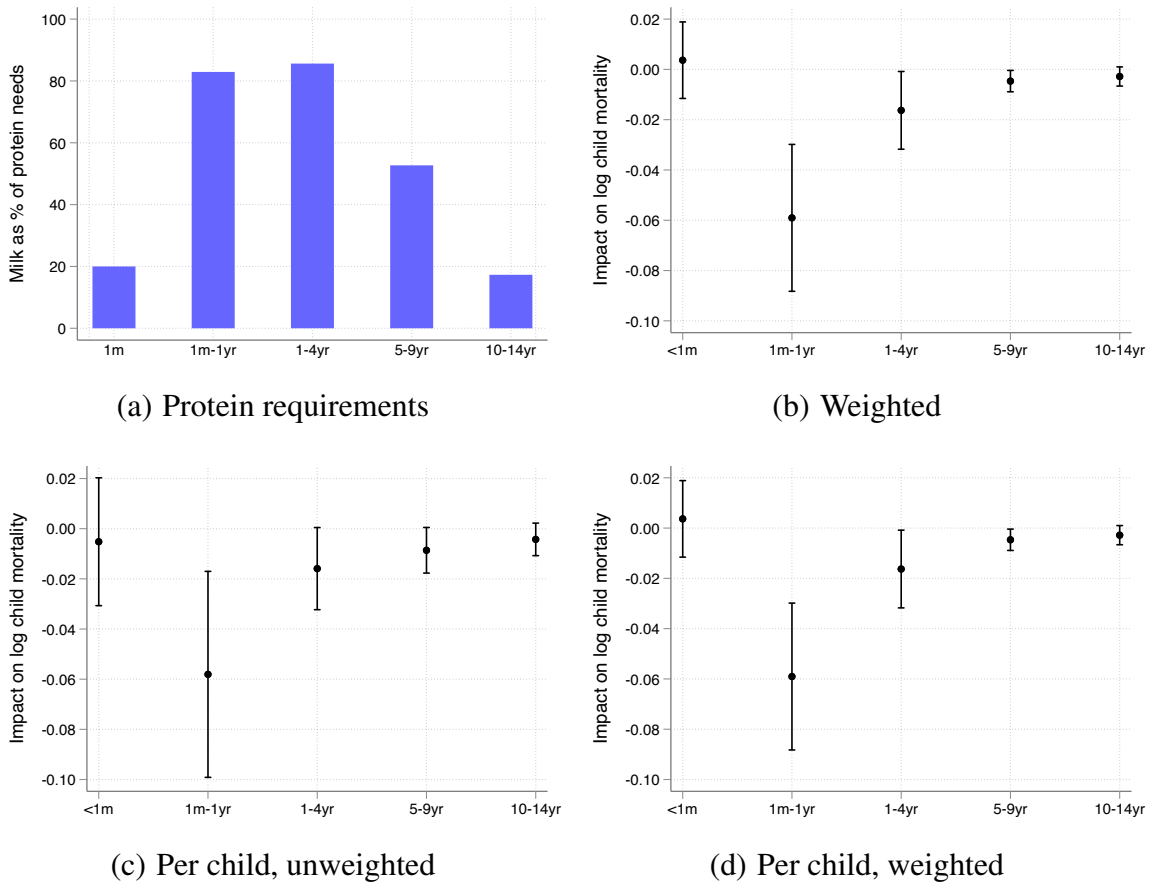 Milk as % of protein needs
100
80
60
40
20
0
1m 1m-1yr 1-4yr 5-9yr 10-14yr
(a) Protein requirements
Impact on log child mortality
0.02
0.00
-0.02
-0.04
-0.06
-0.08
-0.10
<1m 1m-1yr 1-4yr 5-9yr 10-14yr
(b) Weighted
Impact on log child mortality
0.02
0.00
-0.02
-0.04
-0.06
-0.08
-0.10
<1m 1m-1yr 1-4yr 5-9yr 10-14yr
(c) Per child, unweighted
Impact on log child mortality
0.02
0.00
-0.02
-0.04
-0.06
-0.08
-0.10
<1m 1m-1yr 1-4yr 5-9yr 10-14yr
(d) Per child, weighted